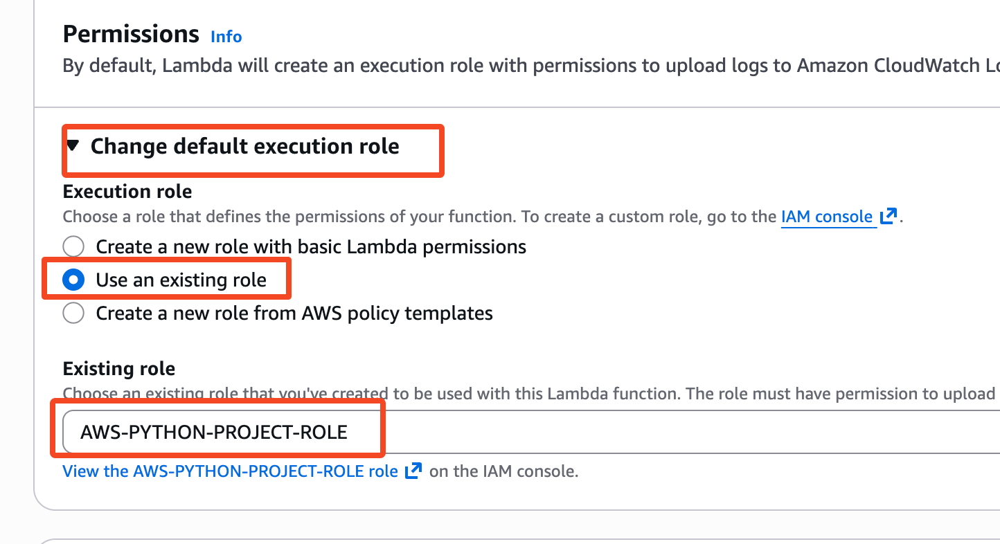 Permissions Info
By default, Lambda will create an execution role with permissions to upload logs to Amazon CloudWatch
Change default execution role
Execution role
Choose a role that defines the permissions of your function. To create a custom role, go to the IAM console.
Create a new role with basic Lambda permissions
Use an existing role
Create a new role from AWS policy templates
Existing role
Choose an existing role that you've created to be used with this Lambda function. The role must have permission to upload
AWS-PYTHON-PROJECT-ROLE
View the AWS-PYTHON-PROJECT-ROLE role on the IAM console.